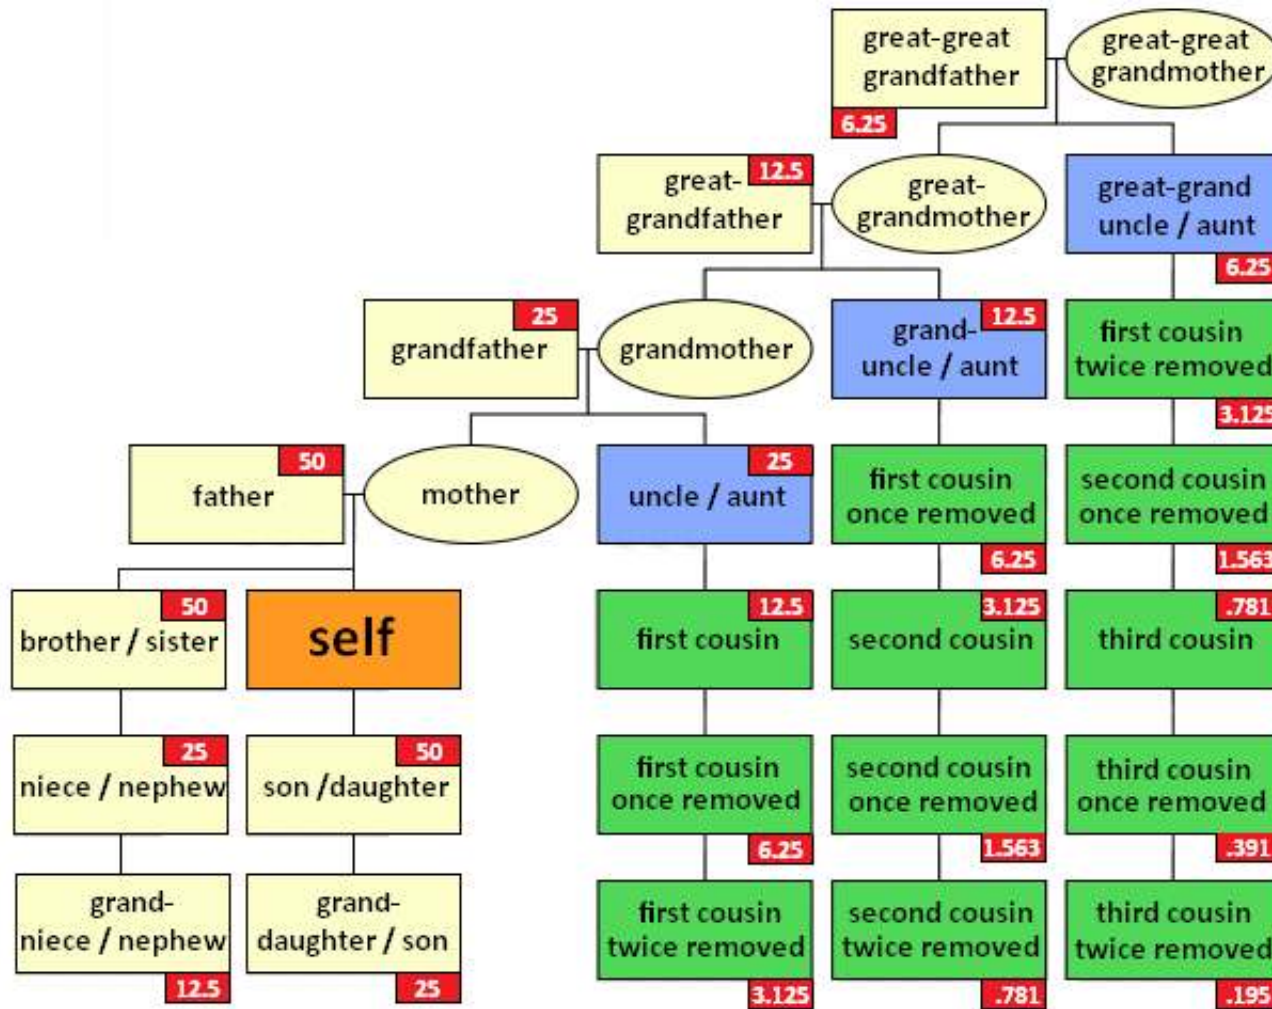 great-great
grandfather
6.25
great-great
grandmother
great-
grandfather
12.5
great-
grandmother
great-grand
uncle / aunt
6.25
grandfather
25
grandmother
grand-
uncle / aunt
12.5
first cousin
twice removed
3.125
father
50
mother
uncle / aunt
25
first cousin
once removed
6.25
second cousin
once removed
1.563
brother / sister
50
self
first cousin
12.5
second cousin
3.125
third cousin
.781
niece / nephew
25
son /daughter
50
first cousin
once removed
6.25
second cousin
once removed
1.563
third cousin
once removed
.391
grand-
niece / nephew
12.5
grand-
daughter / son
25
first cousin
twice removed
3.125
second cousin
twice removed
.781
third cousin
twice removed
.195